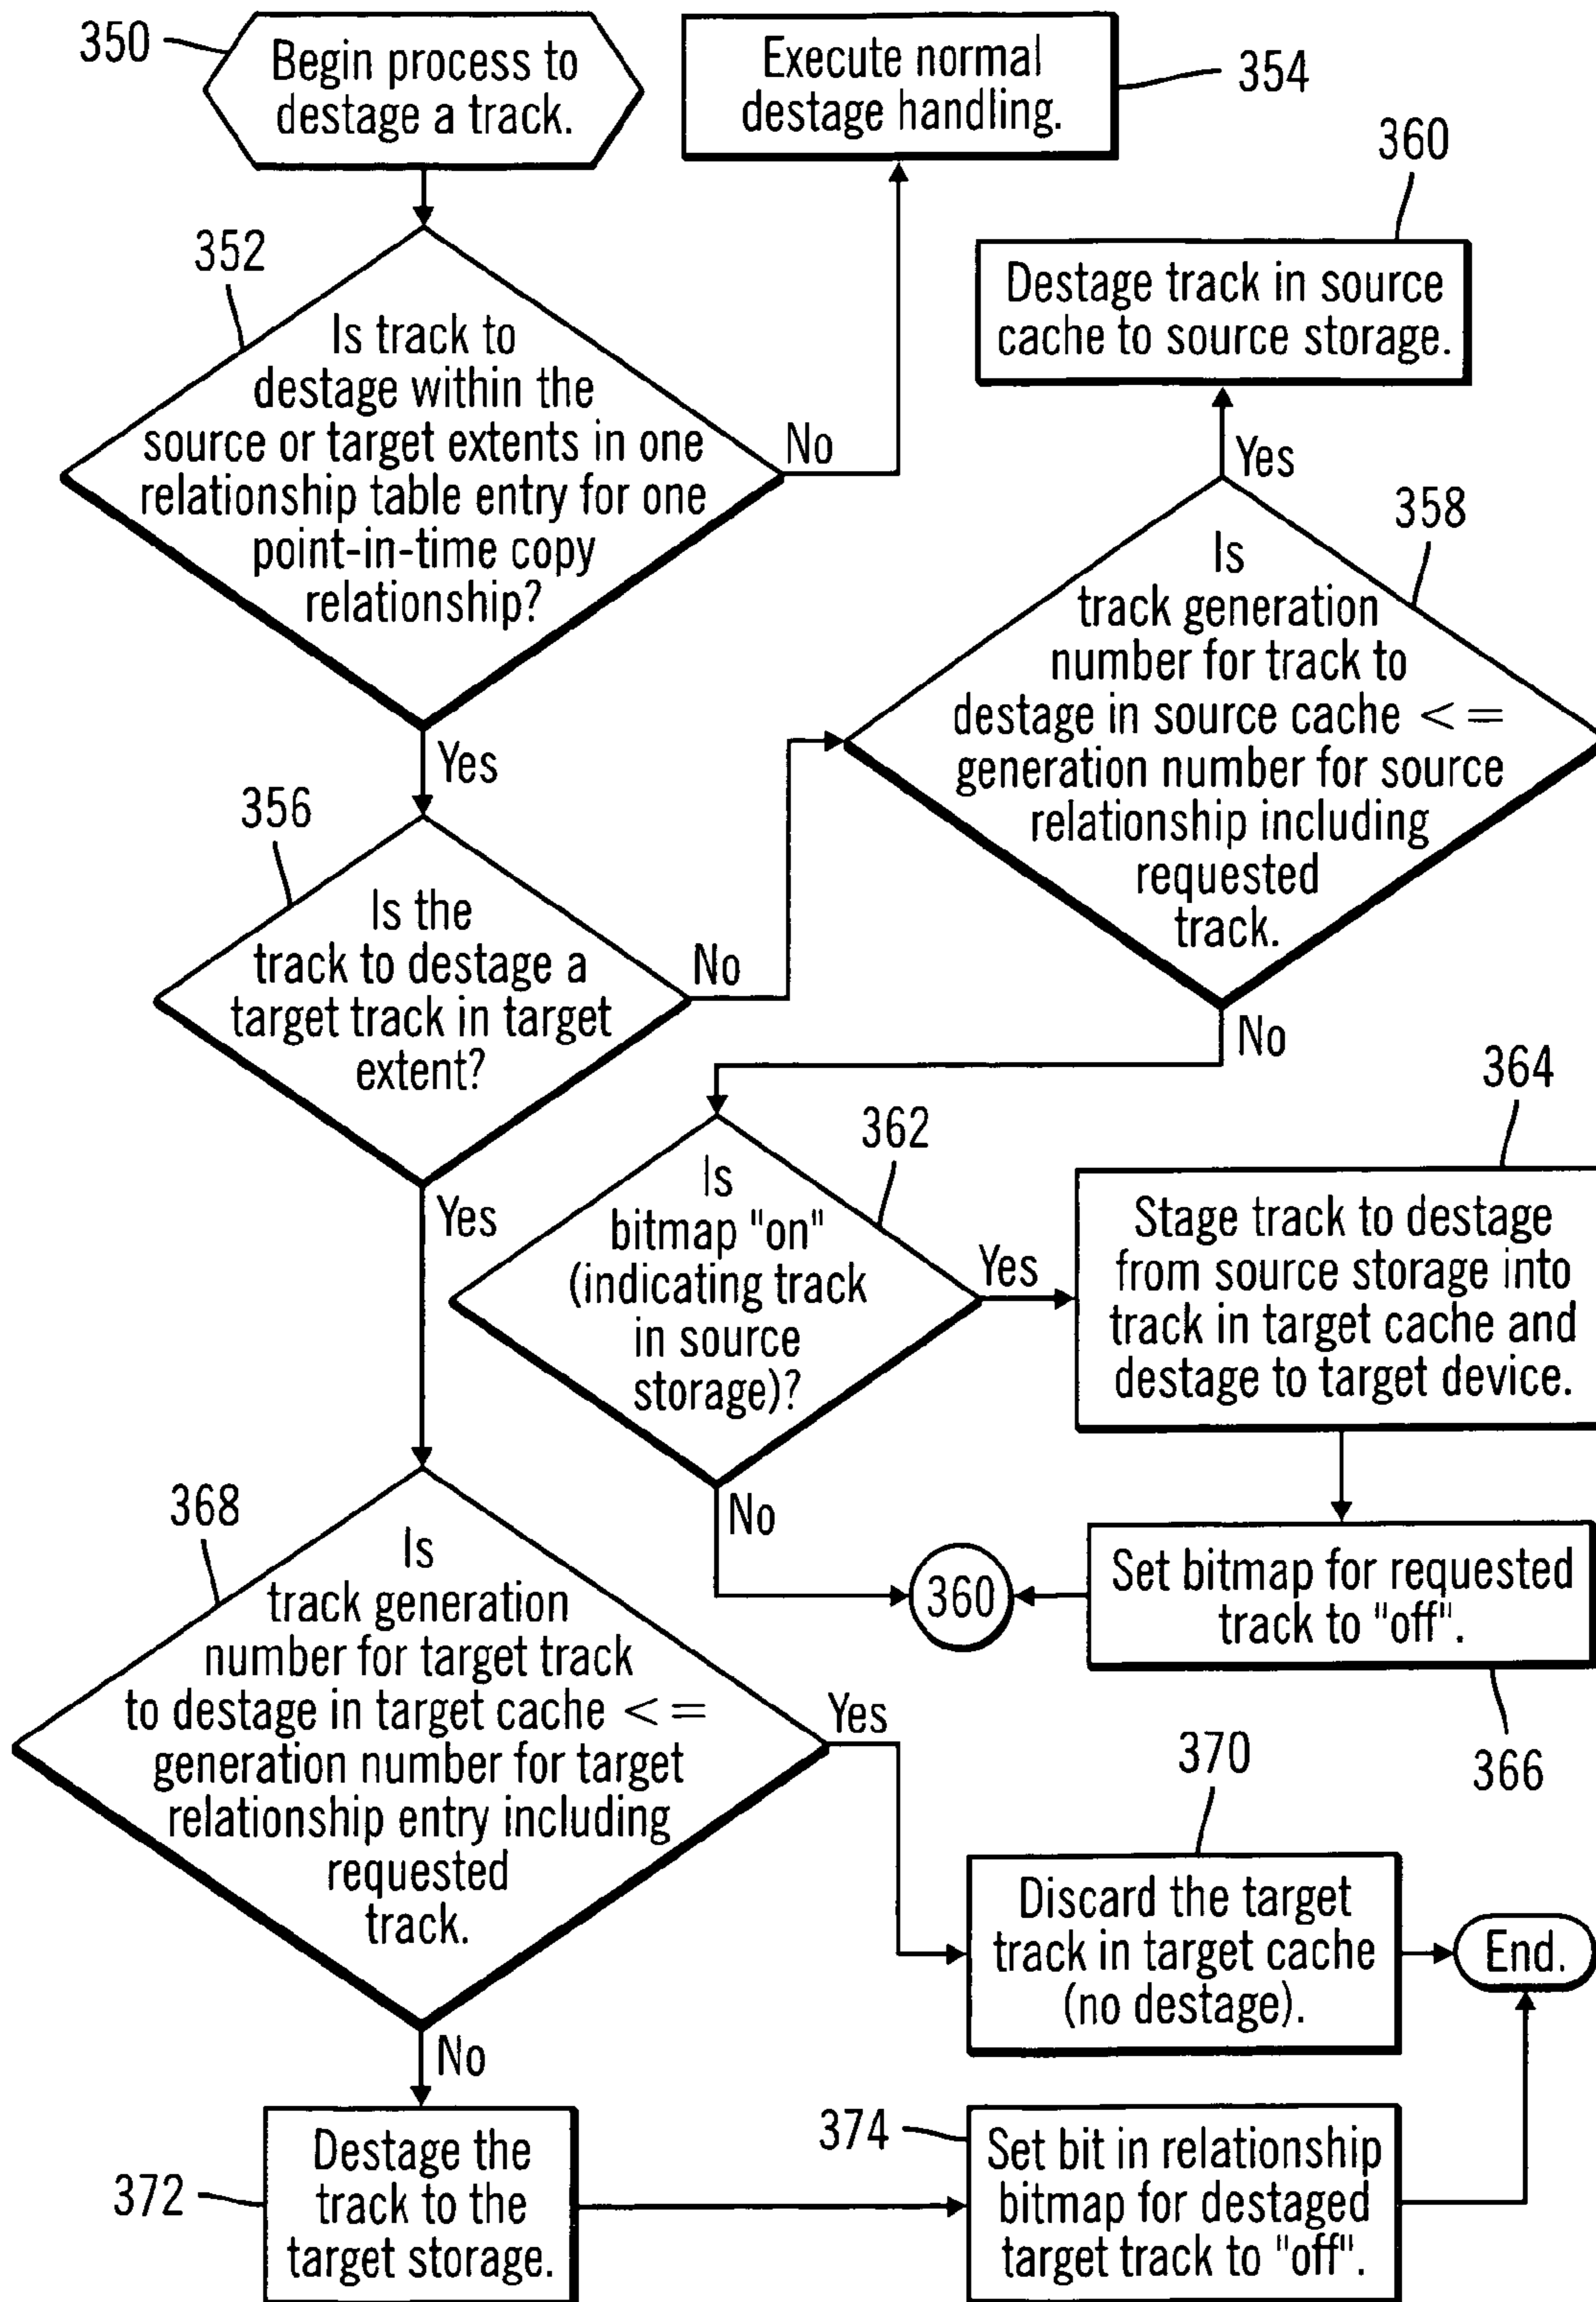 350
Begin process to
destage a track.
Execute normal
destage handling.
354
352
Is track to
destage within the
source or target extents in one
relationship table entry for one
point-in-time copy
relationship?
No
Yes
360
Destage track in source
cache to source storage.
Yes
358
Is
track generation
number for track to
destage in source cache <=
generation number for source
relationship including
requested
track.
No
356
Is the
track to destage a
target track in target
extent?
No
Yes
362
Is
bitmap "on"
(indicating track
in source
storage)?
Yes
No
364
Stage track to destage
from source storage into
track in target cache and
destage to target device.
360
Set bitmap for requested
track to "off".
366
368
Is
track generation
number for target track
to destage in target cache <=
generation number for target
relationship entry including
requested
track.
Yes
No
370
Discard the target
track in target cache
(no destage).
End.
372
Destage the
track to the
target storage.
374
Set bit in relationship
bitmap for destaged
target track to "off".